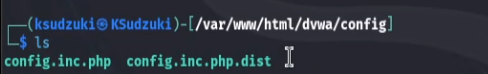 ┌──(ksudzuki㉿KSudzuki)-[/var/www/html/dvwa/config]
└─$ ls
config.inc.php  config.inc.php.dist